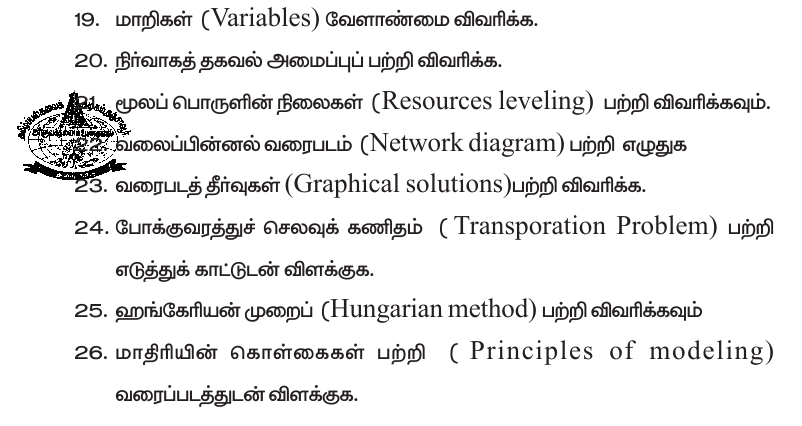 19. மாறிகள் (Variables) வேளாண்மை விவரிக்க.
20. நிர்வாகத் தகவல் அமைப்புப் பற்றி விவரிக்க.
21. மூலப் பொருளின் நிலைகள் (Resources leveling) பற்றி விவரிக்கவும்.
22. வலைப்பின்னல் வரைபடம் (Network diagram) பற்றி எழுதுக
23. வரைபடத் தீர்வுகள் (Graphical solutions)பற்றி விவரிக்க.
24. போக்குவரத்துச் செலவுக் கணிதம் ( Transporation Problem) பற்றி
எடுத்துக் காட்டுடன் விளக்குக.
25. ஹங்கேரியன் முறைப் (Hungarian method) பற்றி விவரிக்கவும்
26. மாதிரியின் கொள்கைகள் பற்றி ( Principles of modeling)
வரைப்படத்துடன் விளக்குக.